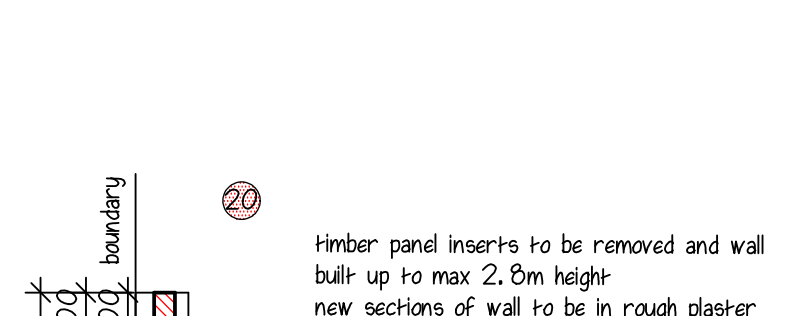 boundary
20
timber panel inserts to be removed and wall
built up to max 2.8m height
new sections of wall to be in rough plaster